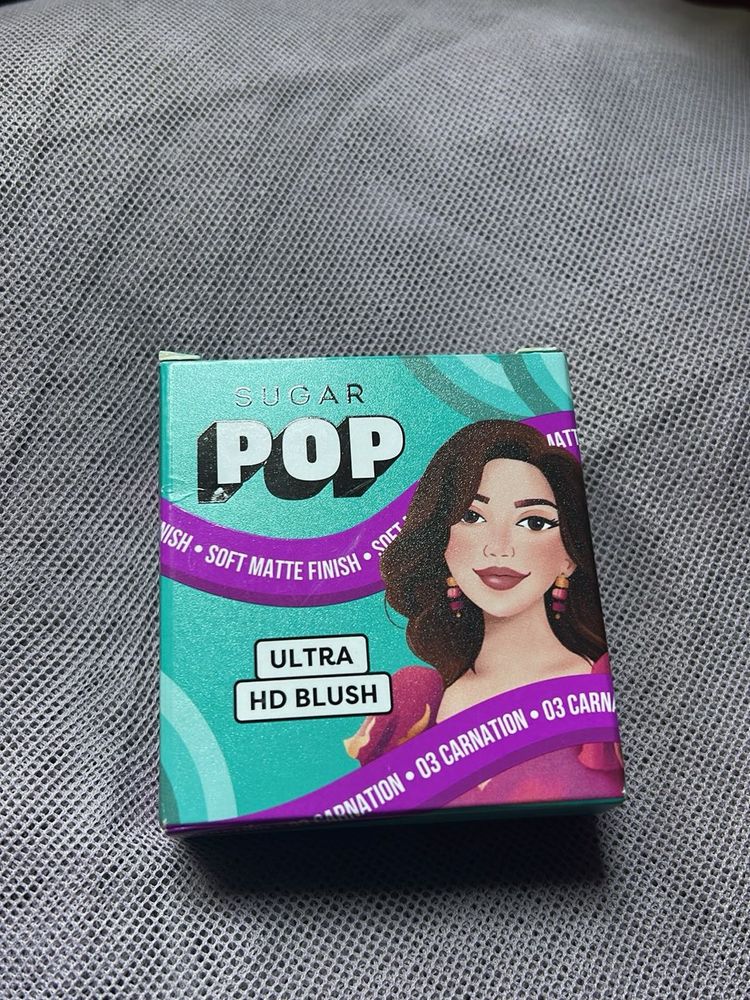 SUGAR
POP
MATT
NISH • SOFT MATTE FINISH • SOFT
ULTRA
HD BLUSH
CARNATION • 03 CARNATION • 03 CARNA